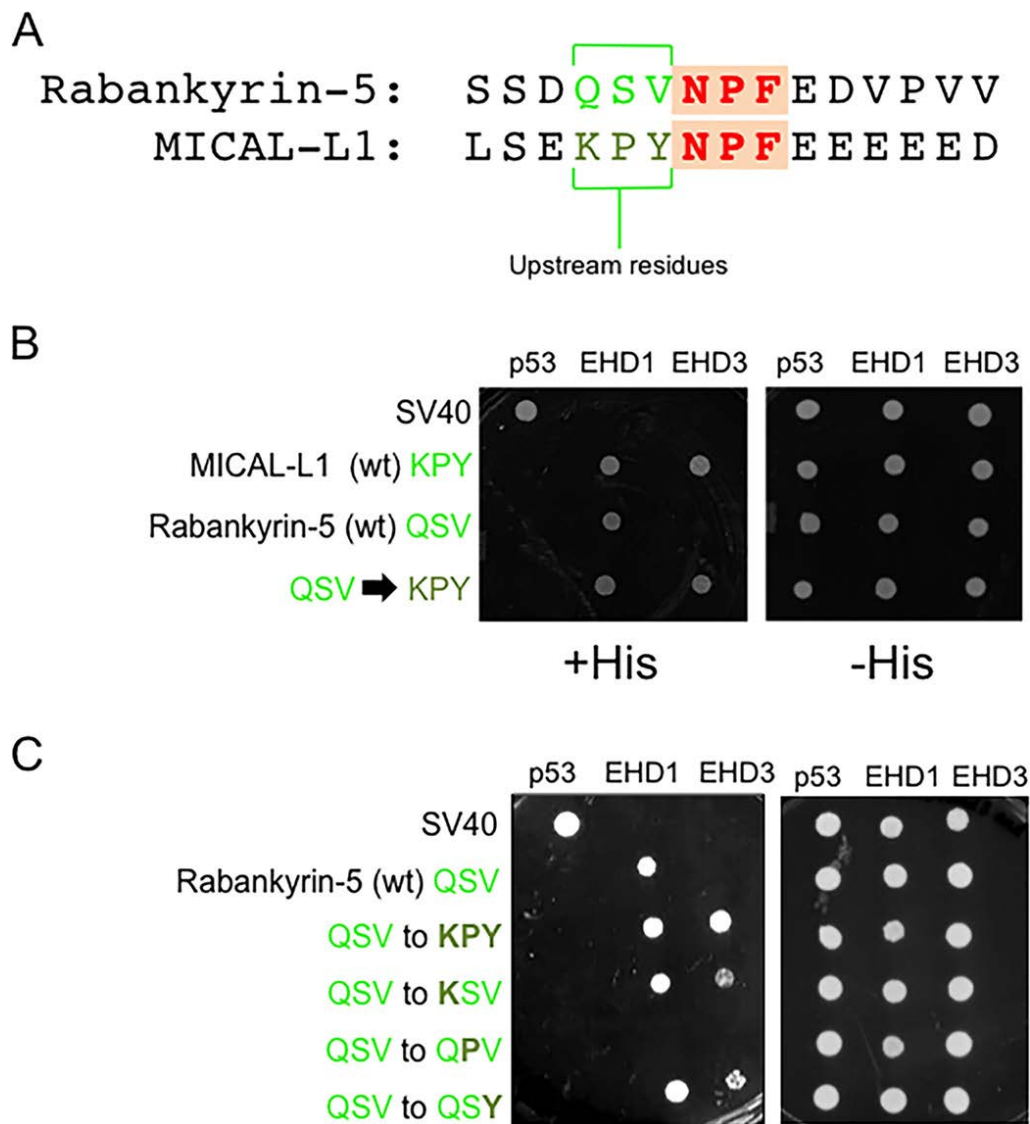 A
Rabankyrin-5: SSDQSVNPFEDVPVV
MICAL-L1: LSEKPYNPFEEEEED
Upstream residues
B
p53 EHD1 EHD3 p53 EHD1 EHD3
SV40
MICAL-L1 (wt) KPY
Rabankyrin-5 (wt) QSV
QSV ➡ KPY
+His -His
C
p53 EHD1 EHD3 p53 EHD1 EHD3
SV40
Rabankyrin-5 (wt) QSV
QSV to KPY
QSV to KSV
QSV to QPV
QSV to QSY